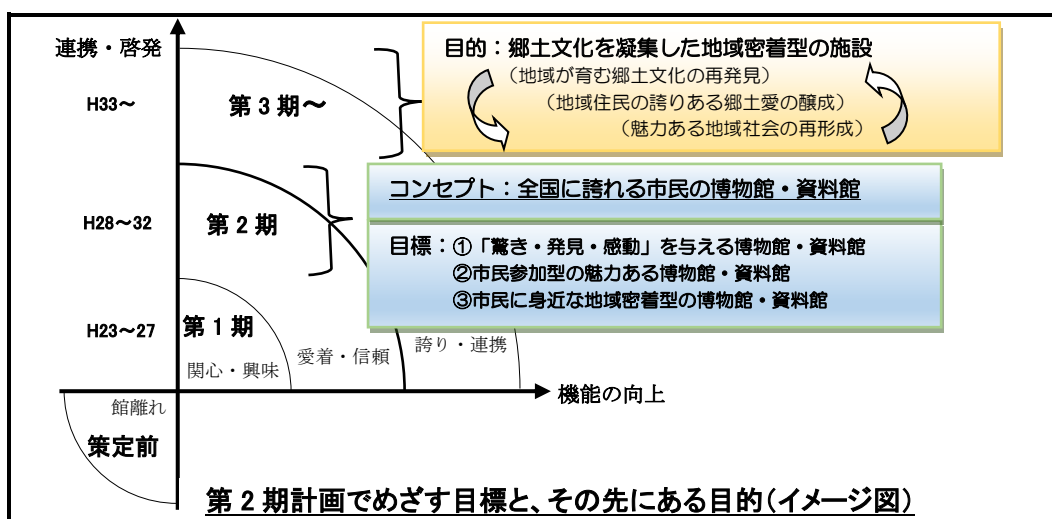 連携・啓発
目的：郷土文化を凝集した地域密着型の施設
（地域が育む郷土文化の再発見）
（地域住民の誇りある郷土愛の醸成）
（魅力ある地域社会の再形成）
H33～
第３期～
コンセプト：全国に誇れる市民の博物館・資料館
H28～32
第２期
目標：①「驚き・発見・感動」を与える博物館・資料館
②市民参加型の魅力ある博物館・資料館
③市民に身近な地域密着型の博物館・資料館
H23～27
第１期
関心・興味
愛着・信頼
誇り・連携
機能の向上
館離れ
策定前
第２期計画でめざす目標と、その先にある目的（イメージ図）